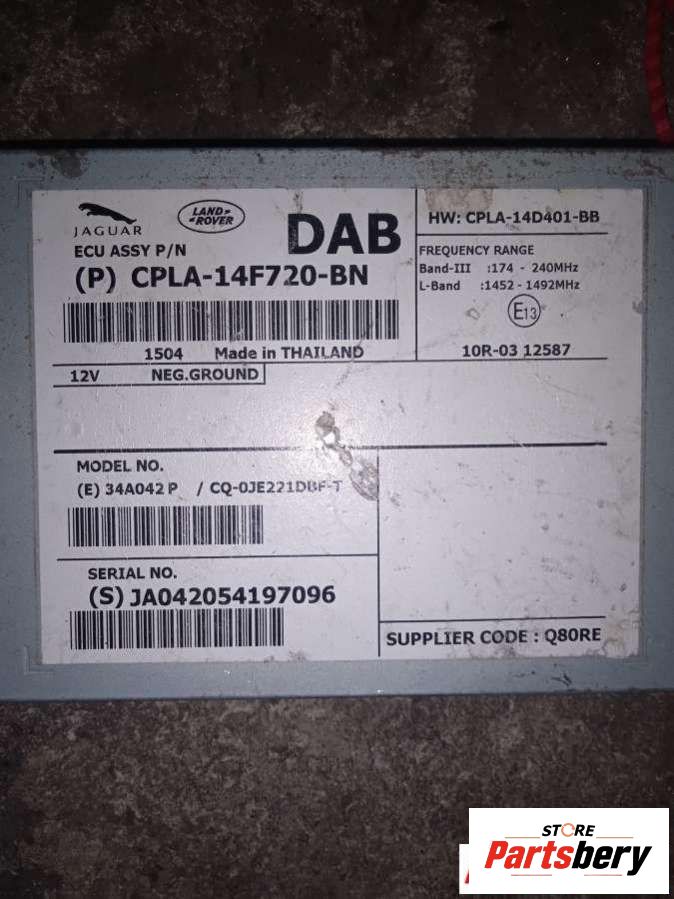 JAGUAR
LAND ROVER
DAB
HW: CPLA-14D401-BB
ECU ASSY P/N
(P) CPLA-14F720-BN
FREQUENCY RANGE
Band-III :174 - 240MHz
L-Band :1452 - 1492MHz
E13
1504 Made in THAILAND
10R-03 12587
12V NEG.GROUND
MODEL NO.
(E) 34A042 P / CQ-0JE221DBF-T
SERIAL NO.
(S) JA042054197096
SUPPLIER CODE : Q80RE
STORE
Partsbery